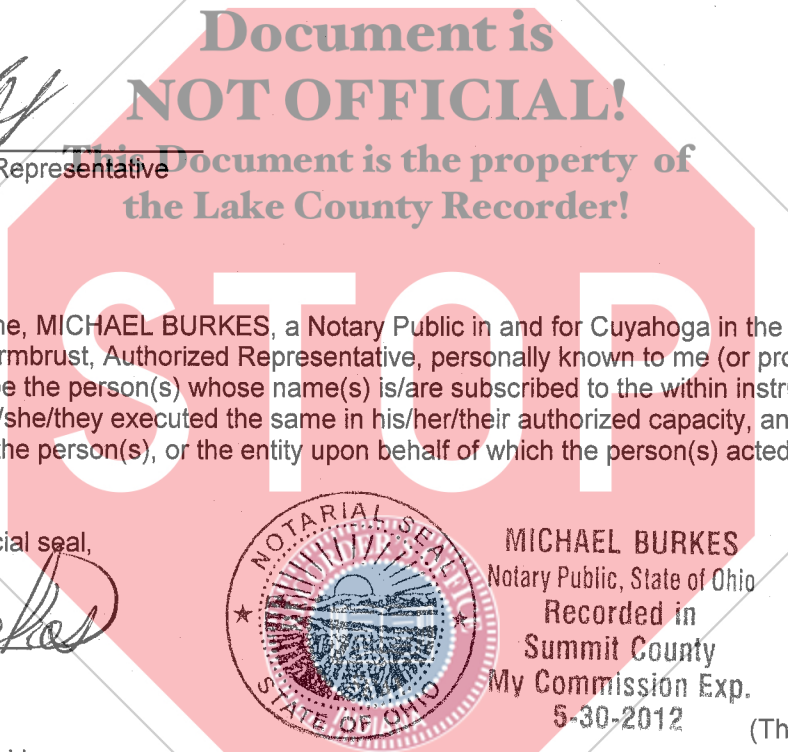 Document is
NOT OFFICIAL!
This Document is the property of
Representative
the Lake County Recorder!
STOP
ne, MICHAEL BURKES, a Notary Public in and for Cuyahoga in the
rmbrust, Authorized Representative, personally known to me (or pro
be the person(s) whose name(s) is/are subscribed to the within instr
/she/they executed the same in his/her/their authorized capacity, an
the person(s), or the entity upon behalf of which the person(s) acted
cial seal,
NOTARIAL SEAL
STATE OF OHIO
MICHAEL BURKES
Notary Public, State of Ohio
Recorded in
Summit County
My Commission Exp.
5-30-2012
(Th